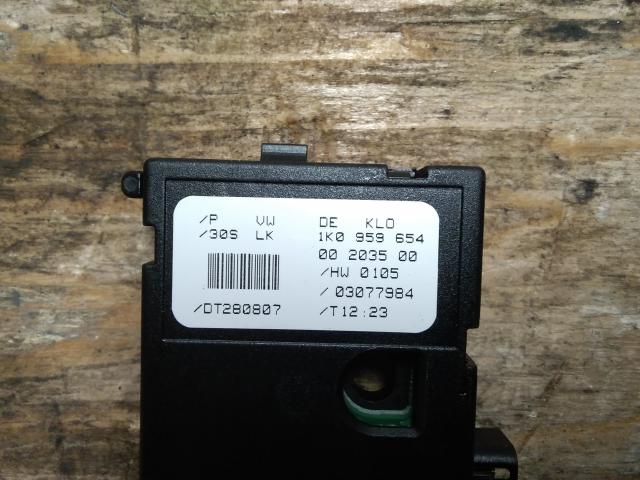 /P VW DE KLO
/30S LK 1K0 959 654
00 2035 00
/HW 0105
/ 03077984
/DT280807 /T12:23